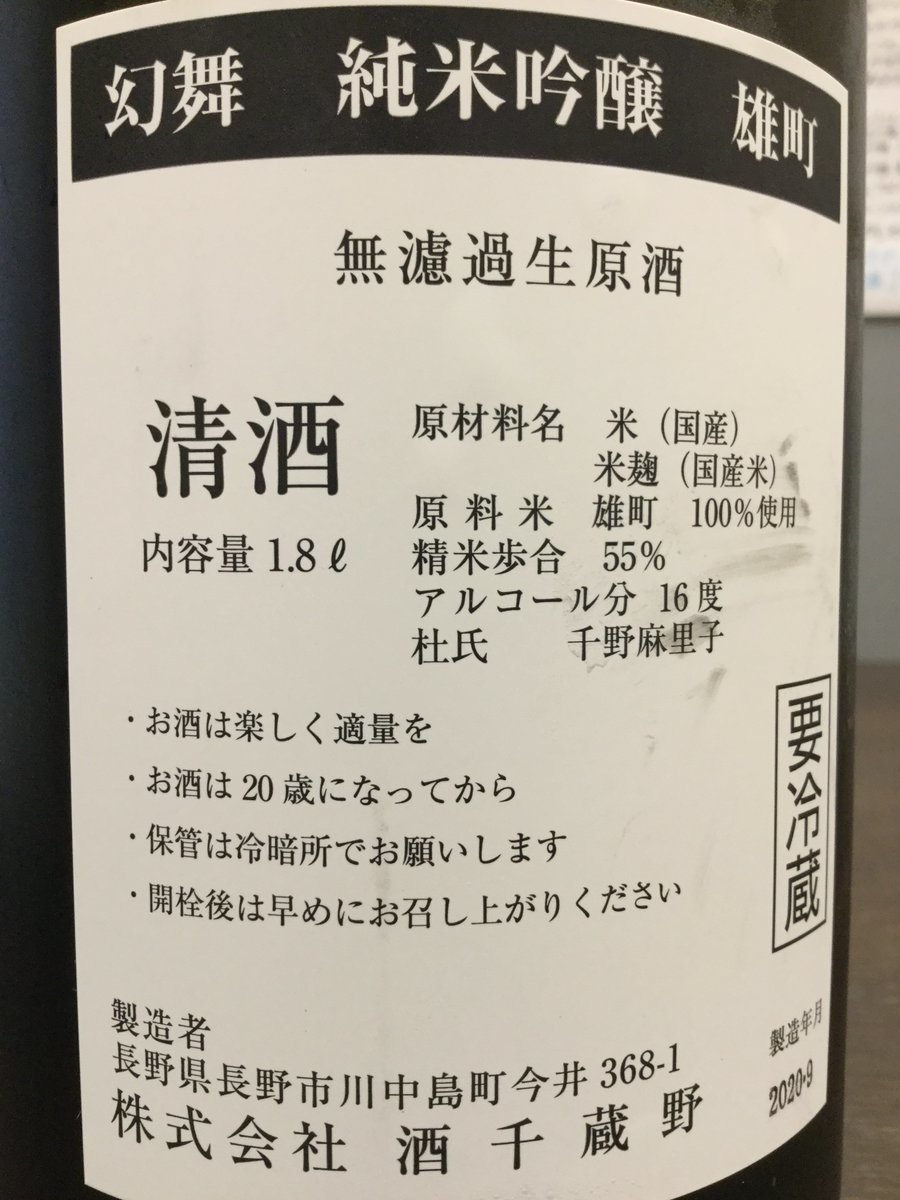 幻舞 純米吟醸 雄町
無濾過生原酒
清酒
内容量 1.8ℓ
原材料名 米(国産)
米麹(国産米)
原料米 雄町 100%使用
精米歩合 55%
アルコール分 16度
杜氏 千野麻里子
・お酒は楽しく適量を
・お酒は20歳になってから
・保管は冷暗所でお願いします
・開栓後は早めにお召し上がりください
要冷蔵
製造者
長野県長野市川中島町今井368-1
株式会社 酒千蔵野
製造年月
2020・9